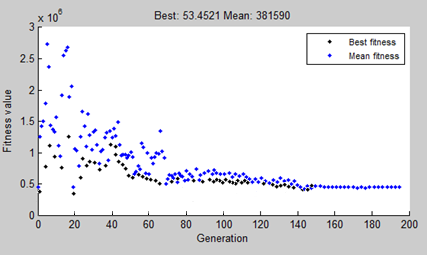 Best: 53.4521 Mean: 381590
3 x 10^6
2.5
2
1.5
1
0.5
0
Fitness value
Best fitness
Mean fitness
0 20 40 60 80 100 120 140 160 180 200
Generation